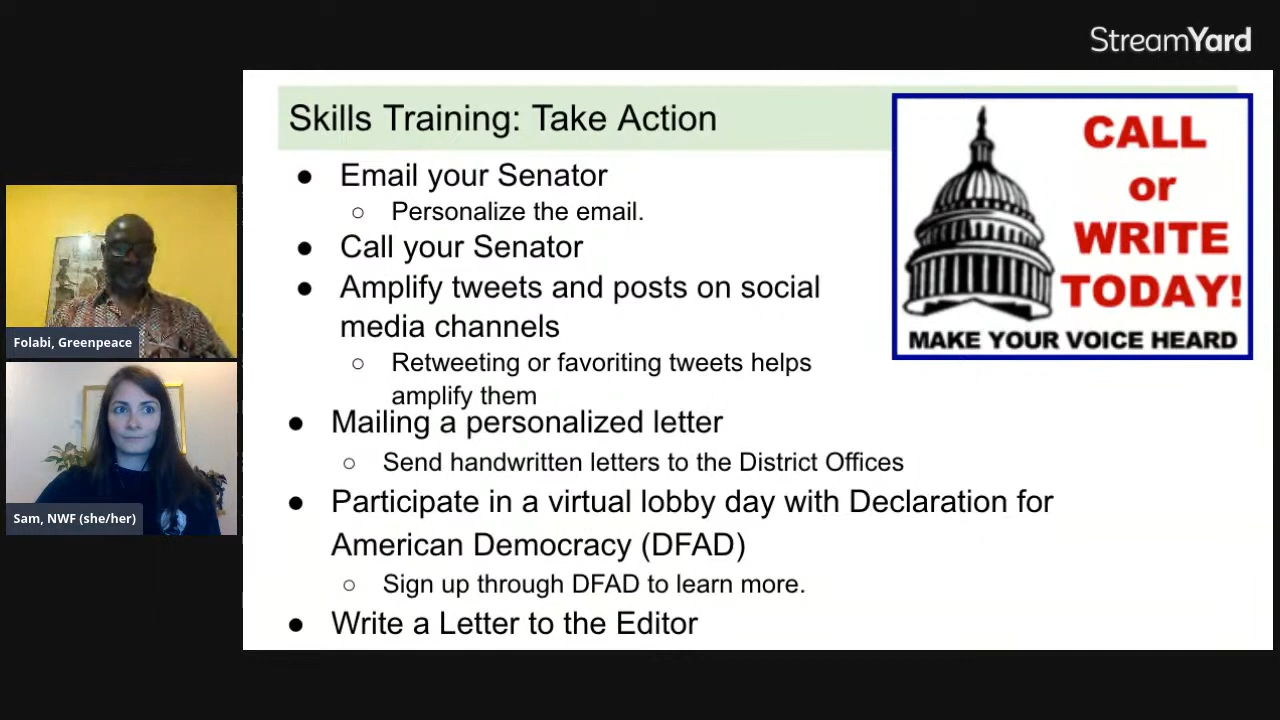 StreamYard
Skills Training: Take Action
CALL
or
WRITE
TODAY!
MAKE YOUR VOICE HEARD
● Email your Senator
○ Personalize the email.
● Call your Senator
● Amplify tweets and posts on social
media channels
○ Retweeting or favoriting tweets helps
amplify them
● Mailing a personalized letter
○ Send handwritten letters to the District Offices
● Participate in a virtual lobby day with Declaration for
American Democracy (DFAD)
○ Sign up through DFAD to learn more.
● Write a Letter to the Editor
Folabi, Greenpeace
Sam, NWF (she/her)